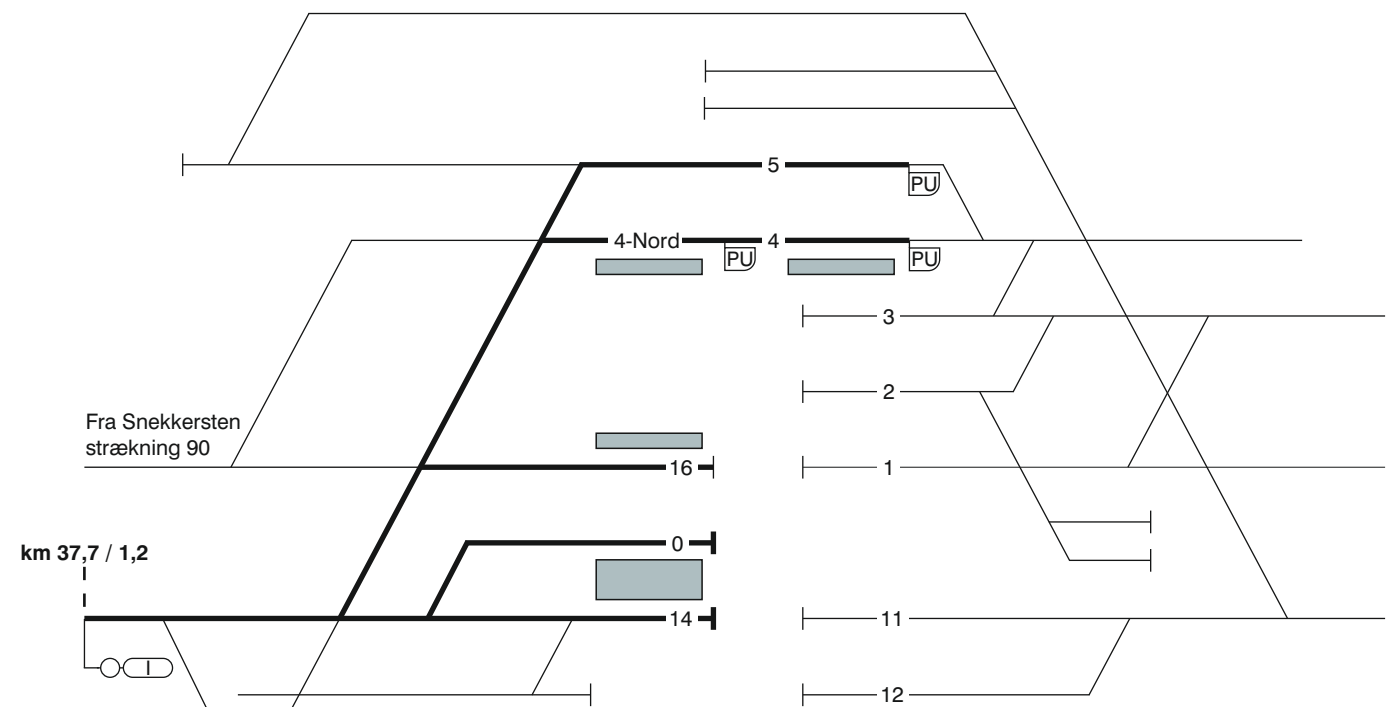 5
PU
4-Nord
4
PU
PU
3
2
Fra Snekkersten
strækning 90
16
1
0
km 37,7 / 1,2
14
11
I
12